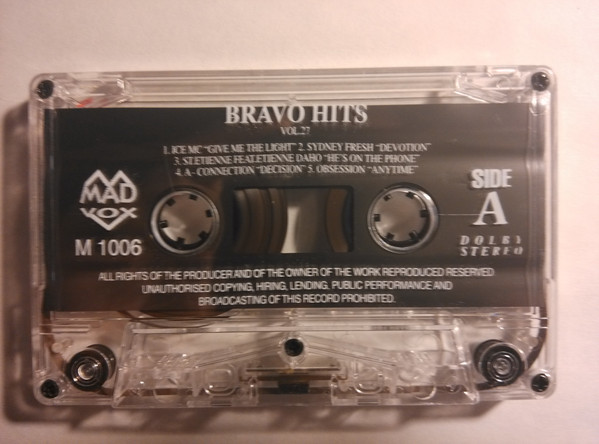 BRAVO HITS
VOL.27
1. ICE MC "GIVE ME THE LIGHT" 2. SYDNEY FRESH "DEVOTION"
3. ST.ETIENNE FEAT.ETIENNE DAHO "HE'S ON THE PHONE"
4. A - CONNECTION "DECISION" 5. OBSESSION "ANYTIME"
MAD
VOX
M 1006
SIDE
A
DOLBY
STEREO
ALL RIGHTS OF THE PRODUCER AND OF THE OWNER OF THE WORK REPRODUCED RESERVED
UNAUTHORISED COPYING, HIRING, LENDING, PUBLIC PERFORMANCE AND
BROADCASTING OF THIS RECORD PROHIBITED.